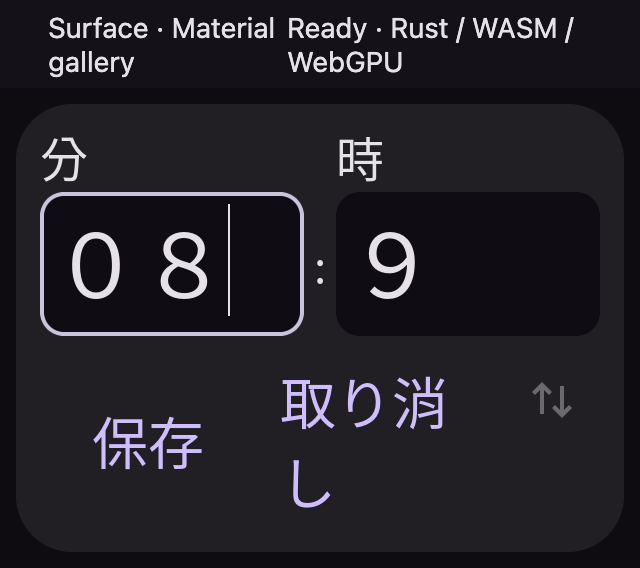 Surface · Material gallery
Ready · Rust / WASM / WebGPU
分
時
0 8
:
9
保存
取り消
し